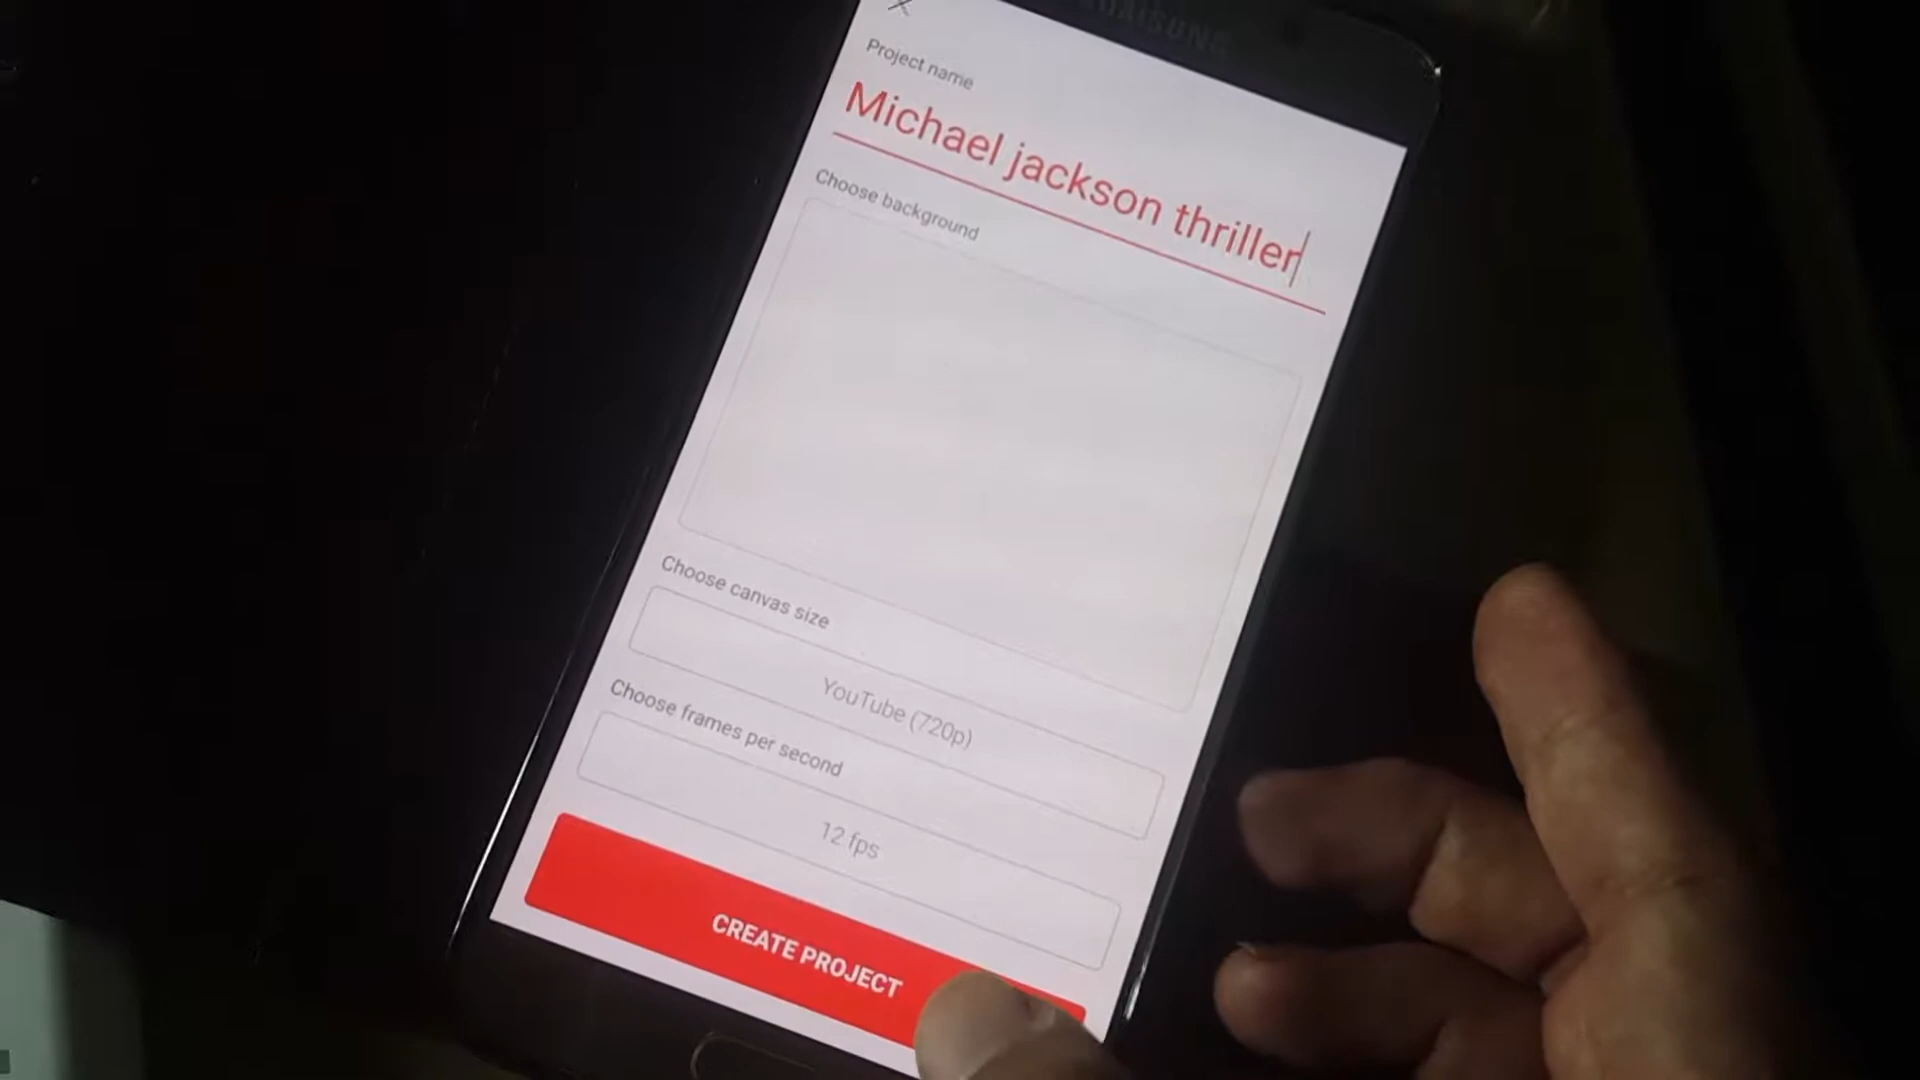 SAMSUNG
Project name
Michael jackson thriller
Choose background
Choose canvas size
YouTube (720p)
Choose frames per second
12 fps
CREATE PROJECT